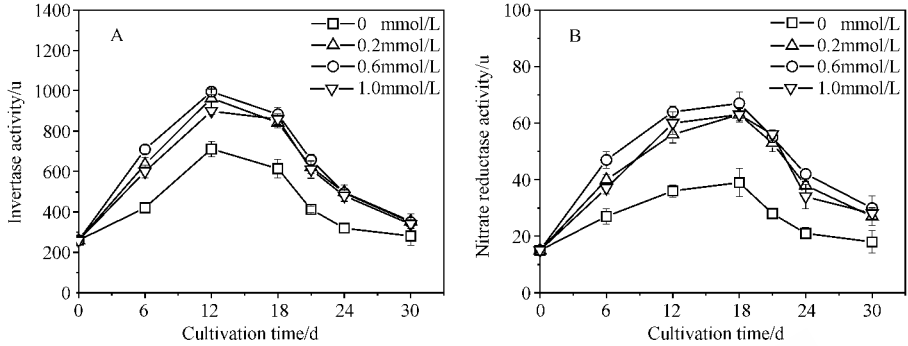 A
0 mmol/L
0.2mmol/L
0.6mmol/L
1.0mmol/L
Invertase activity/u
1400
1200
1000
800
600
400
200
0
0 6 12 18 24 30
Cultivation time/d
B
0 mmol/L
0.2mmol/L
0.6mmol/L
1.0mmol/L
Nitrate reductase activity/u
100
80
60
40
20
0
0 6 12 18 24 30
Cultivation time/d